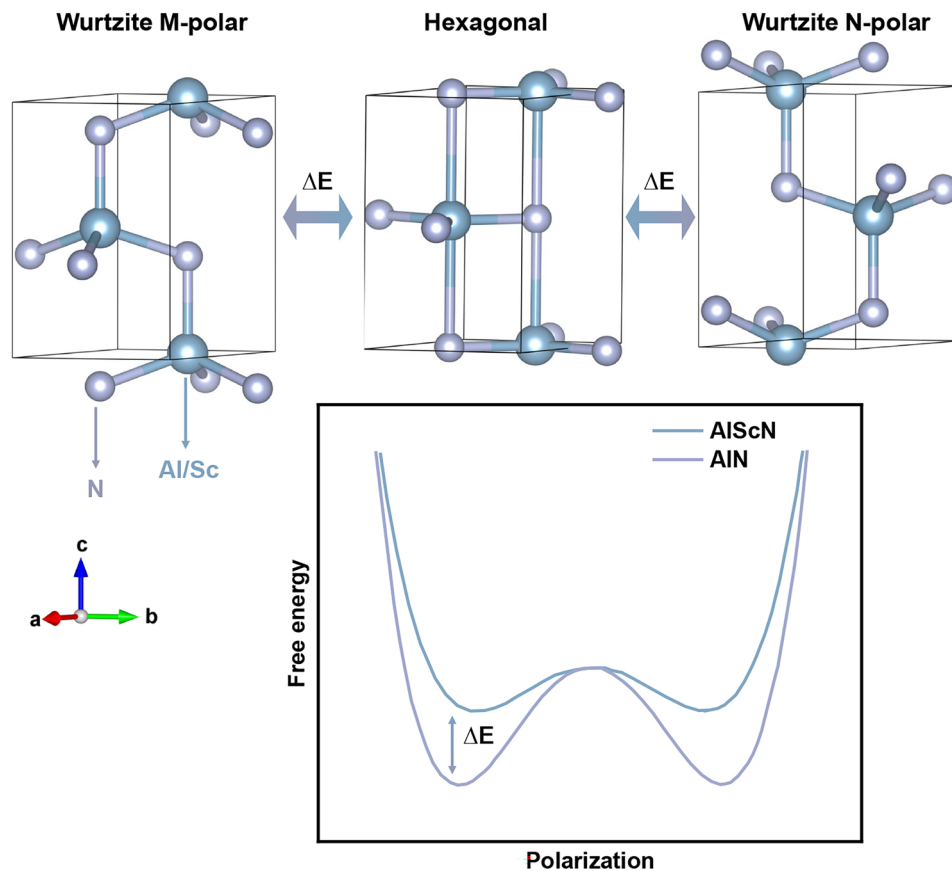 Wurtzite M-polar
Hexagonal
Wurtzite N-polar
ΔE
ΔE
N
Al/Sc
c
a
b
AlScN
AlN
Free energy
ΔE
Polarization